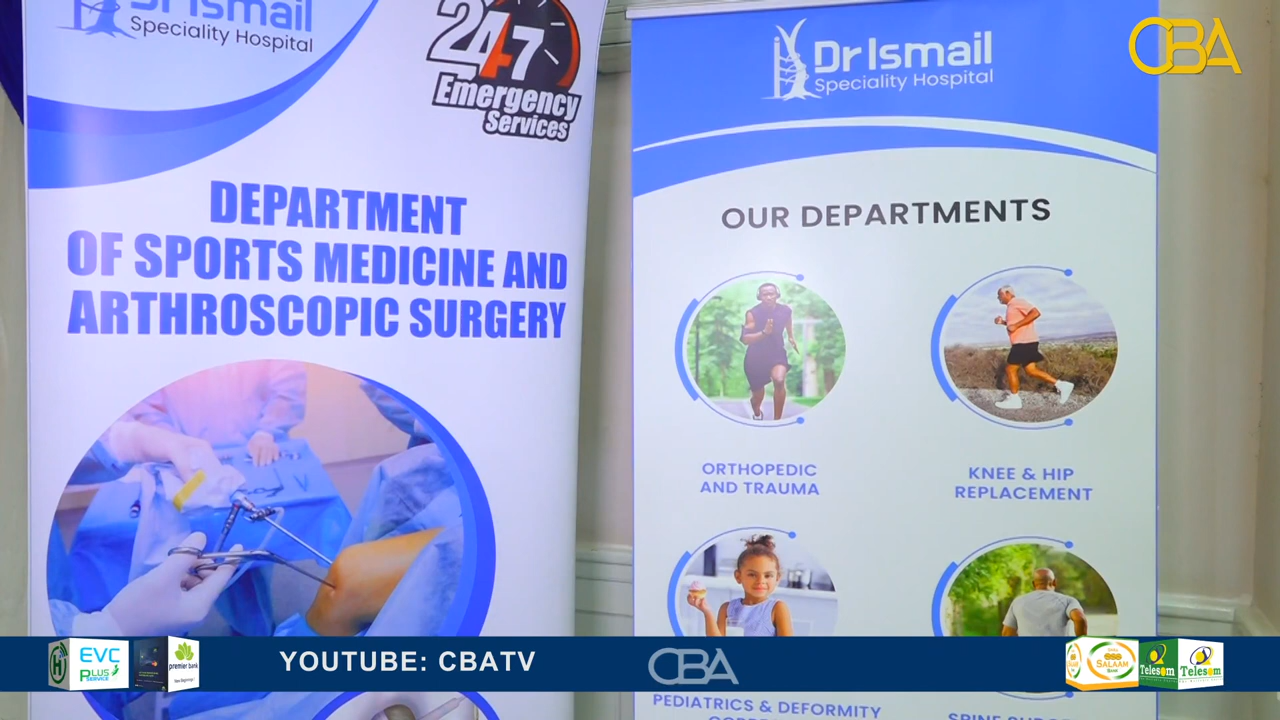 Dr Ismail
Speciality Hospital
24/7
Emergency
Services
DEPARTMENT
OF SPORTS MEDICINE AND
ARTHROSCOPIC SURGERY
Dr Ismail
Speciality Hospital
OUR DEPARTMENTS
ORTHOPEDIC
AND TRAUMA
KNEE & HIP
REPLACEMENT
PEDIATRICS & DEFORMITY
CBA
EVC
PLUS
SERVICE
premier bank
YOUTUBE: CBATV
CBA
SALAAM
Telesom
Telesom